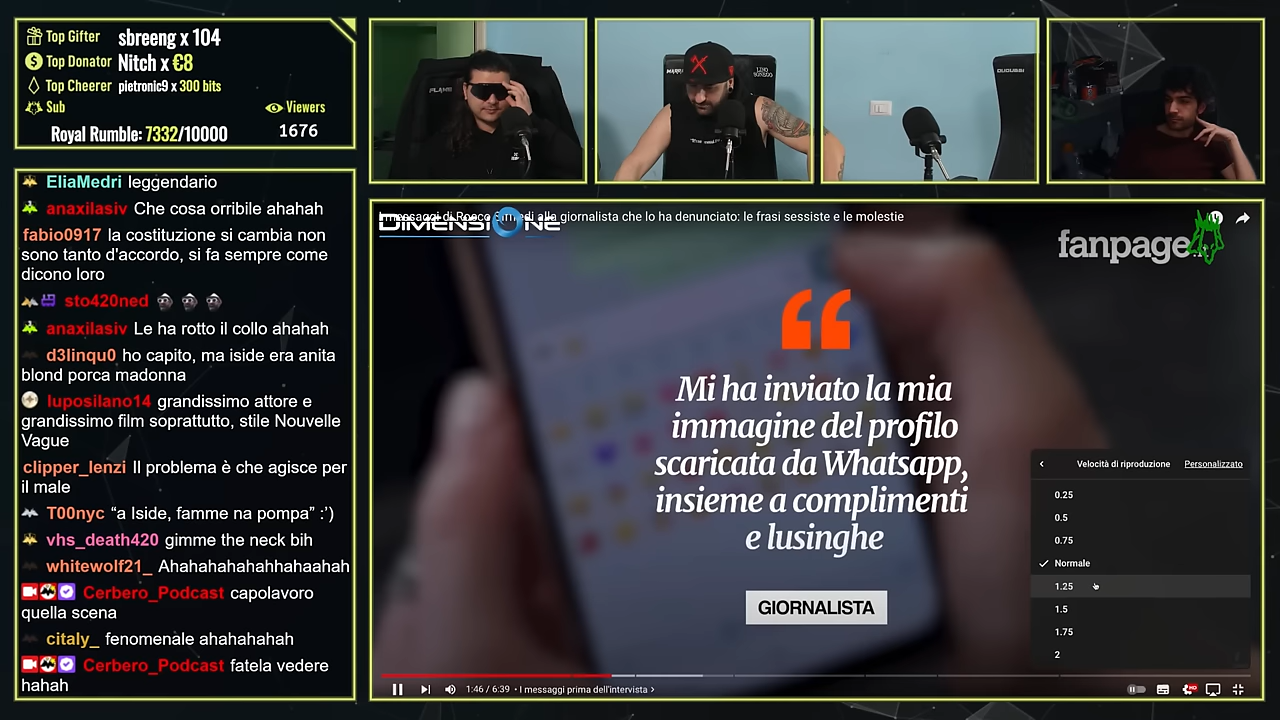 Top Gifter sbreeng x 104
Top Donator Nitch x €8
Top Cheerer pietronic9 x 300 bits
Sub Viewers
Royal Rumble: 7332/10000 1676
EliaMedri leggendario
anaxilasiv Che cosa orribile ahahah
fabio0917 la costituzione si cambia non
sono tanto d'accordo, si fa sempre come
dicono loro
sto420ned
anaxilasiv Le ha rotto il collo ahahah
d3linqu0 ho capito, ma iside era anita
blond porca madonna
luposilano14 grandissimo attore e
grandissimo film soprattutto, stile Nouvelle
Vague
clipper_lenzi Il problema è che agisce per
il male
T00nyc “a Iside, famme na pompa” :’)
vhs_death420 gimme the neck bih
whitewolf21_ Ahahahahahahhahaahah
Cerbero_Podcast capolavoro
quella scena
citaly_ fenomenale ahahahahah
Cerbero_Podcast fatela vedere
hahah
I messaggi di Rocco alla giornalista che lo ha denunciato: le frasi sessiste e le molestie
DIMENSIONE
fanpage
Mi ha inviato la mia
immagine del profilo
scaricata da Whatsapp,
insieme a complimenti
e lusinghe
GIORNALISTA
Velocità di riproduzione Personalizzato
0.25
0.5
0.75
Normale
1.25
1.5
1.75
2
1:46 / 6:39 • I messaggi prima dell'intervista
HD